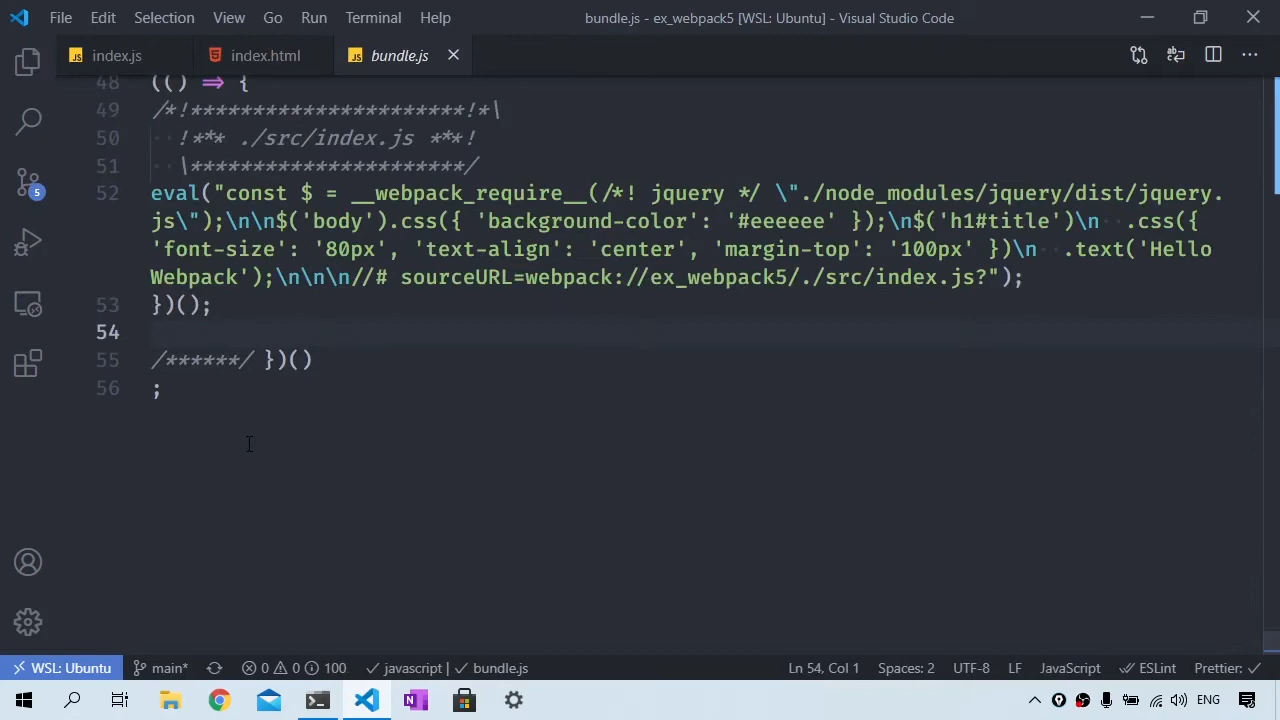 File Edit Selection View Go Run Terminal Help bundle.js - ex_webpack5 [WSL: Ubuntu] - Visual Studio Code
JS index.js index.html JS bundle.js
48 (() => {
49 /*!**********************!*\
50 !*** ./src/index.js ***!
51 \**********************/
52 eval("const $ = __webpack_require__(/*! jquery */ \"./node_modules/jquery/dist/jquery.
js\");\n\n$('body').css({ 'background-color': '#eeeeee' });\n$('h1#title')\n  .css({
'font-size': '80px', 'text-align': 'center', 'margin-top': '100px' })\n  .text('Hello
Webpack');\n\n\n//# sourceURL=webpack://ex_webpack5/./src/index.js?");
53 })();
54
55 /******/ })()
56 ;
5
WSL: Ubuntu main* 0 0 100 javascript | bundle.js Ln 54, Col 1 Spaces: 2 UTF-8 LF JavaScript ESLint Prettier:
N ENG